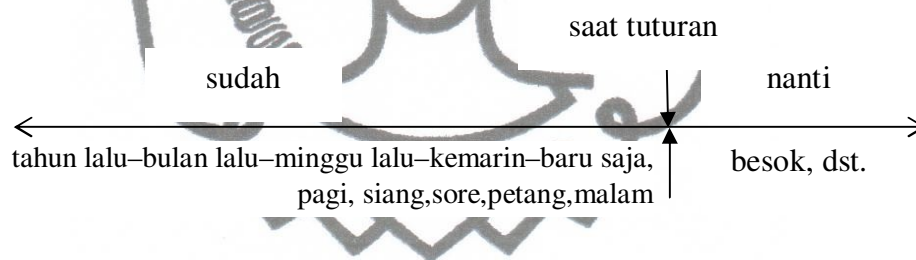 saat tuturan
sudah
nanti
tahun lalu–bulan lalu–minggu lalu–kemarin–baru saja,
pagi, siang,sore,petang,malam
besok, dst.